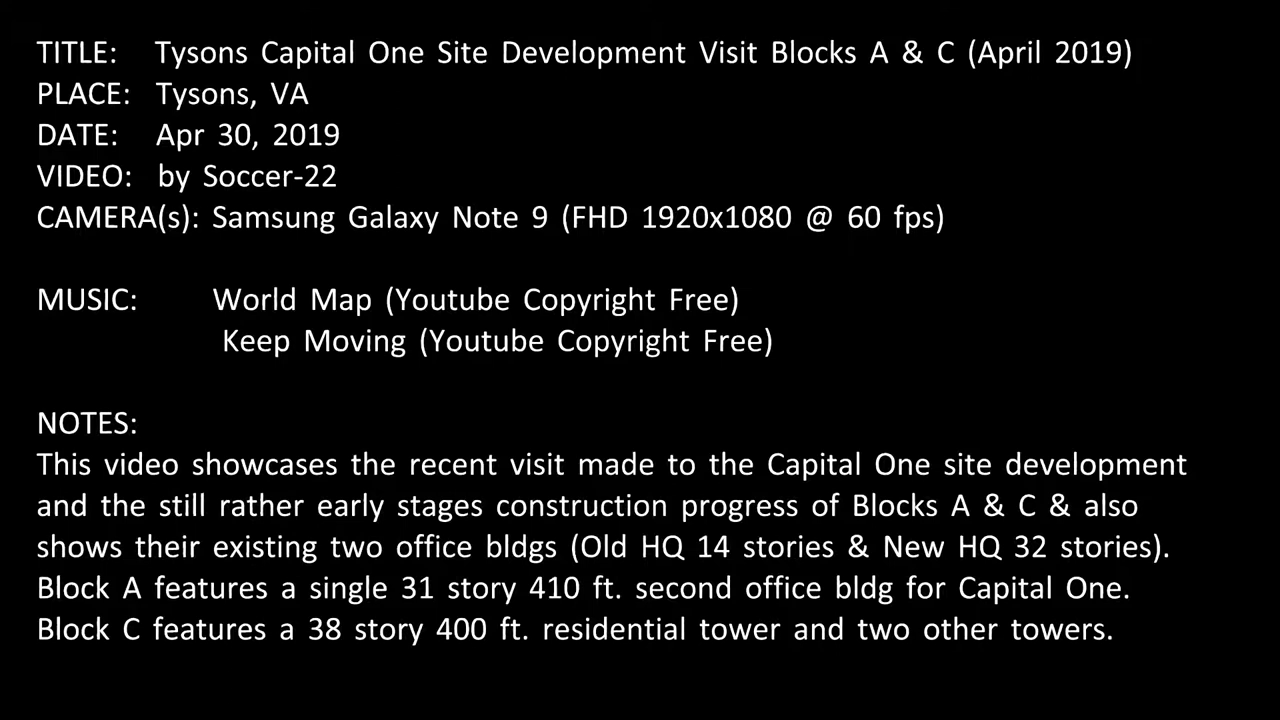 TITLE: Tysons Capital One Site Development Visit Blocks A & C (April 2019)
PLACE: Tysons, VA
DATE: Apr 30, 2019
VIDEO: by Soccer-22
CAMERA(s): Samsung Galaxy Note 9 (FHD 1920x1080 @ 60 fps)
MUSIC: World Map (Youtube Copyright Free)
Keep Moving (Youtube Copyright Free)
NOTES:
This video showcases the recent visit made to the Capital One site development
and the still rather early stages construction progress of Blocks A & C & also
shows their existing two office bldgs (Old HQ 14 stories & New HQ 32 stories).
Block A features a single 31 story 410 ft. second office bldg for Capital One.
Block C features a 38 story 400 ft. residential tower and two other towers.